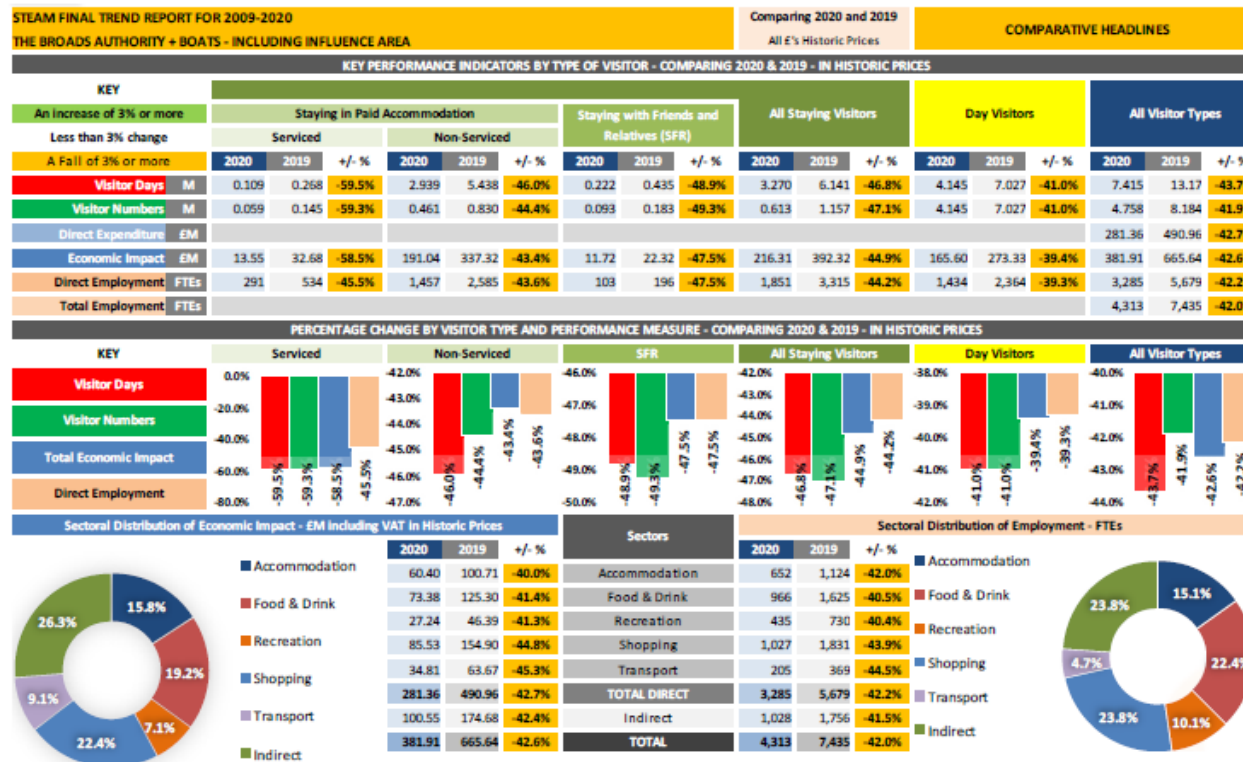 STEAM FINAL TREND REPORT FOR 2009-2020
THE BROADS AUTHORITY + BOATS - INCLUDING INFLUENCE AREA
Comparing 2020 and 2019
All £'s Historic Prices
COMPARATIVE HEADLINES
KEY PERFORMANCE INDICATORS BY TYPE OF VISITOR - COMPARING 2020 & 2019 - IN HISTORIC PRICES
KEY
An increase of 3% or more
Less than 3% change
A Fall of 3% or more
Staying in Paid Accommodation
Serviced Non-Serviced
Staying with Friends and
Relatives (SFR)
All Staying Visitors
Day Visitors
All Visitor Types
2020 2019 +/- % 2020 2019 +/- % 2020 2019 +/- % 2020 2019 +/- % 2020 2019 +/- % 2020 2019 +/- %
Visitor Days M 0.109 0.268 -59.5% 2.939 5.438 -46.0% 0.222 0.435 -48.9% 3.270 6.141 -46.8% 4.145 7.027 -41.0% 7.415 13.17 -43.7
Visitor Numbers M 0.059 0.145 -59.3% 0.461 0.830 -44.4% 0.093 0.183 -49.3% 0.613 1.157 -47.1% 4.145 7.027 -41.0% 4.758 8.184 -41.9
Direct Expenditure £M 281.36 490.96 -42.7
Economic Impact £M 13.55 32.68 -58.5% 191.04 337.32 -43.4% 11.72 22.32 -47.5% 216.31 392.32 -44.9% 165.60 273.33 -39.4% 381.91 665.64 -42.6
Direct Employment FTEs 291 534 -45.5% 1,457 2,585 -43.6% 103 196 -47.5% 1,851 3,315 -44.2% 1,434 2,364 -39.3% 3,285 5,679 -42.2
Total Employment FTEs 4,313 7,435 -42.0
PERCENTAGE CHANGE BY VISITOR TYPE AND PERFORMANCE MEASURE - COMPARING 2020 & 2019 - IN HISTORIC PRICES
KEY
Visitor Days
Visitor Numbers
Total Economic Impact
Direct Employment
Serviced
0.0%
-20.0%
-40.0%
-60.0%
-80.0%
-59.5%
-59.3%
-58.5%
-45.5%
Non-Serviced
-42.0%
-43.0%
-44.0%
-45.0%
-46.0%
-47.0%
-46.0%
-44.4%
-43.4%
-43.6%
SFR
-46.0%
-47.0%
-48.0%
-49.0%
-50.0%
-48.9%
-49.3%
-47.5%
-47.5%
All Staying Visitors
-42.0%
-43.0%
-44.0%
-45.0%
-46.0%
-47.0%
-48.0%
-46.8%
-47.1%
-44.9%
-44.2%
Day Visitors
-38.0%
-39.0%
-40.0%
-41.0%
-42.0%
-41.0%
-41.0%
-39.4%
-39.3%
All Visitor Types
-40.0%
-41.0%
-42.0%
-43.0%
-44.0%
-43.7%
-41.9%
-42.6%
-42.2%
Sectoral Distribution of Economic Impact - £M including VAT in Historic Prices
Sectors
Sectoral Distribution of Employment - FTEs
2020 2019 +/- % 2020 2019 +/- %
60.40 100.71 -40.0% Accommodation 652 1,124 -42.0%
73.38 125.30 -41.4% Food & Drink 966 1,625 -40.5%
27.24 46.39 -41.3% Recreation 435 730 -40.4%
85.53 154.90 -44.8% Shopping 1,027 1,831 -43.9%
34.81 63.67 -45.3% Transport 205 369 -44.5%
281.36 490.96 -42.7% TOTAL DIRECT 3,285 5,679 -42.2%
100.55 174.68 -42.4% Indirect 1,028 1,756 -41.5%
381.91 665.64 -42.6% TOTAL 4,313 7,435 -42.0%
15.8%
19.2%
7.1%
22.4%
9.1%
26.3%
Accommodation
Food & Drink
Recreation
Shopping
Transport
Indirect
Accommodation
Food & Drink
Recreation
Shopping
Transport
Indirect
15.1%
22.4%
10.1%
23.8%
4.7%
23.8%